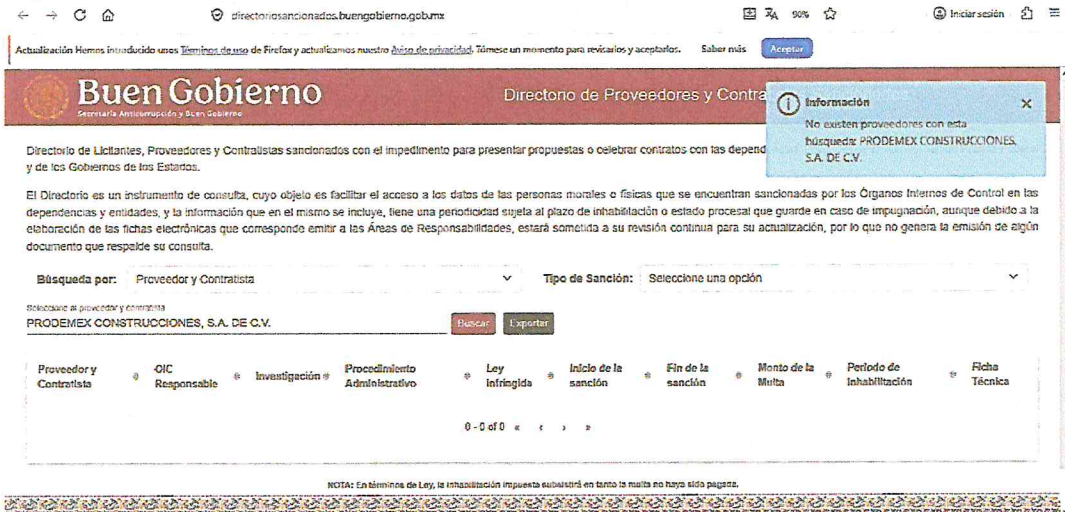 directoriosancionados.buengobierno.gob.mx
90%
Iniciar sesión
Actualización Hemos introducido unos Términos de uso de Firefox y actualizamos nuestro Aviso de privacidad. Tómese un momento para revisarlos y aceptarlos. Saber más Aceptar
Buen Gobierno
Secretaría Anticorrupción y Buen Gobierno
Directorio de Proveedores y Contra
Información
No existen proveedores con esta
búsqueda: PRODEMEX CONSTRUCCIONES,
S.A. DE C.V.
Directorio de Licitantes, Proveedores y Contratistas sancionados con el impedimento para presentar propuestas o celebrar contratos con las depend
y de los Gobiernos de los Estados.
El Directorio es un instrumento de consulta, cuyo objeto es facilitar el acceso a los datos de las personas morales o físicas que se encuentran sancionadas por los Órganos Internos de Control en las
dependencias y entidades, y la información que en el mismo se incluye, tiene una periodicidad sujeta al plazo de inhabilitación o estado procesal que guarde en caso de impugnación, aunque debido a la
elaboración de las fichas electrónicas que corresponde emitir a las Áreas de Responsabilidades, estará sometida a su revisión continua para su actualización, por lo que no genera la emisión de algún
documento que respalde su consulta.
Búsqueda por: Proveedor y Contratista Tipo de Sanción: Seleccione una opción
Seleccione al proveedor y contratista
PRODEMEX CONSTRUCCIONES, S.A. DE C.V. Buscar Exportar
Proveedor y Contratista OIC Responsable Investigación Procedimiento Administrativo Ley infringida Inicio de la sanción Fin de la sanción Monto de la Multa Periodo de inhabilitación Ficha Técnica
0 - 0 of 0 « ‹ › »
NOTA: En términos de Ley, la inhabilitación impuesta subsistirá en tanto la multa no haya sido pagada.